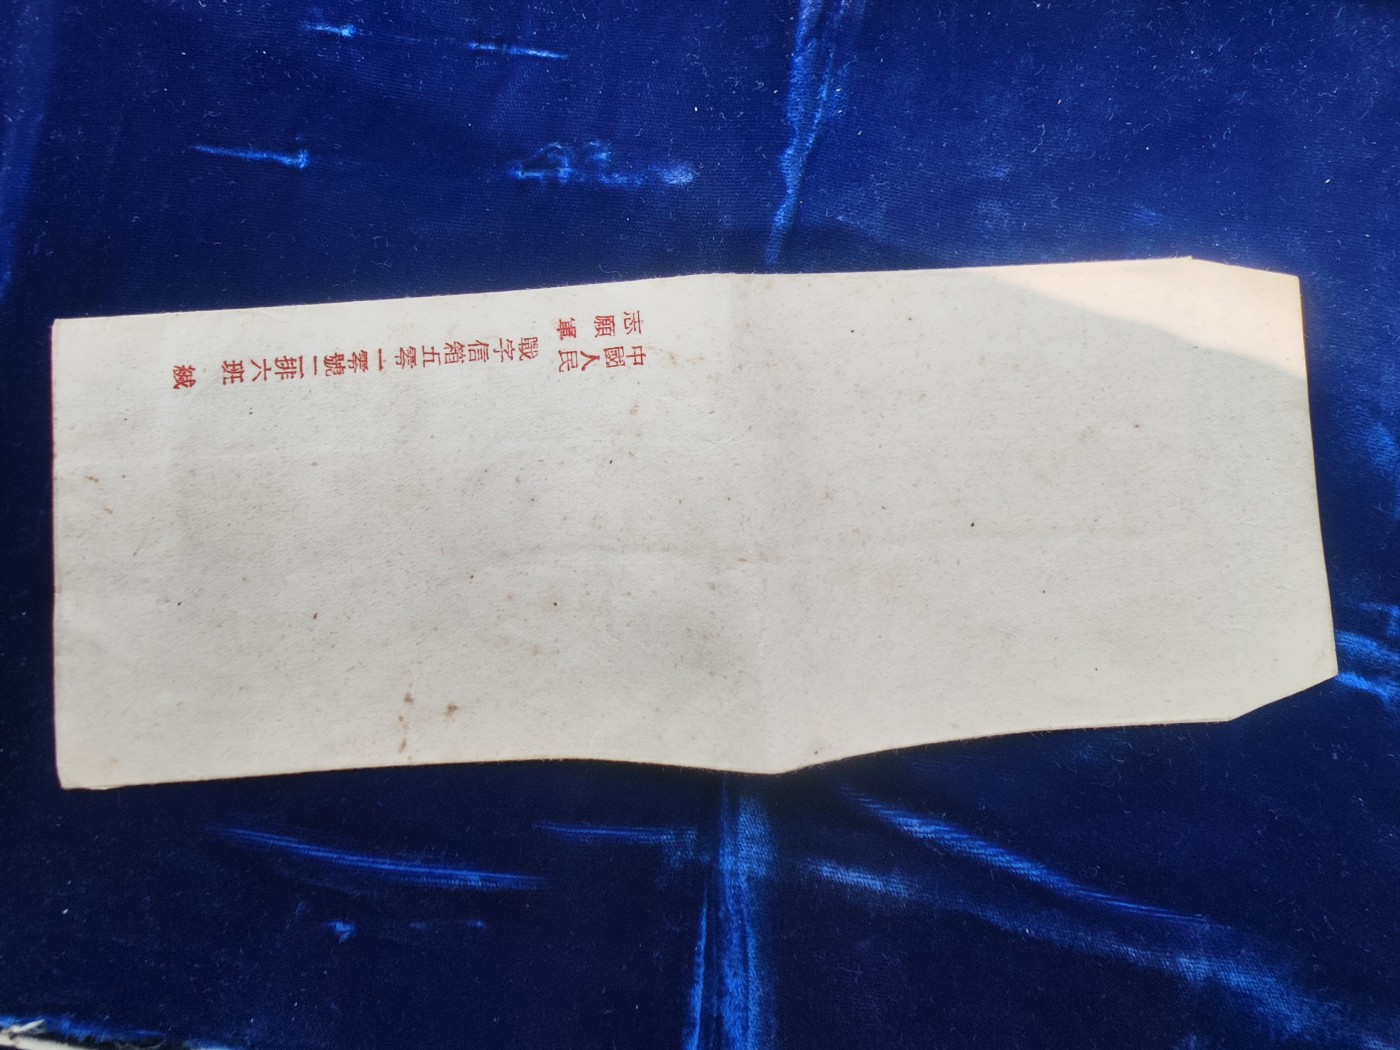 中國人民
志願軍
戰字信箱五零一零號二排六班 緘